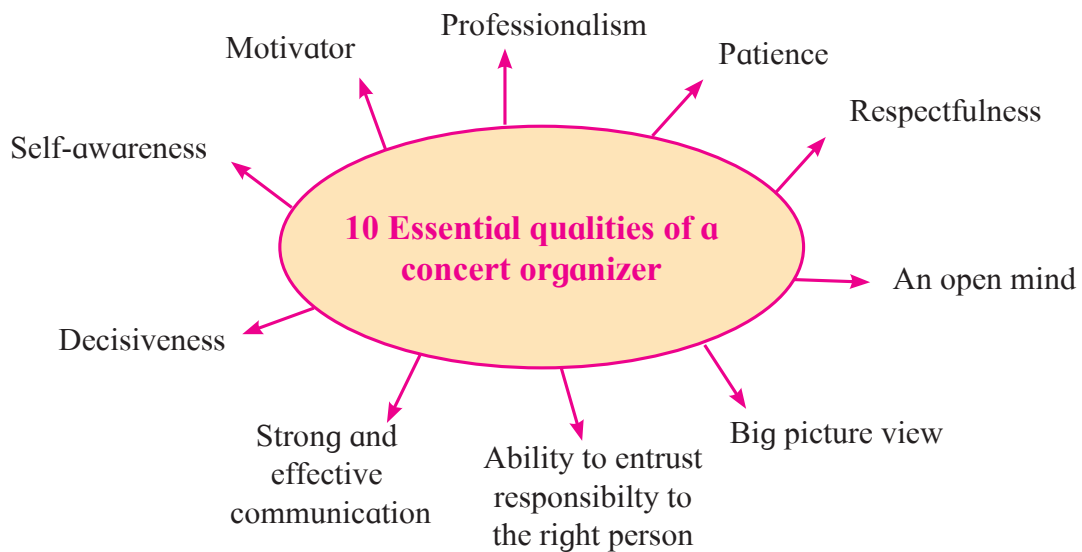 Professionalism
Motivator
Patience
Respectfulness
Self-awareness
10 Essential qualities of a
concert organizer
An open mind
Decisiveness
Big picture view
Strong and
effective
communication
Ability to entrust
responsibilty to
the right person